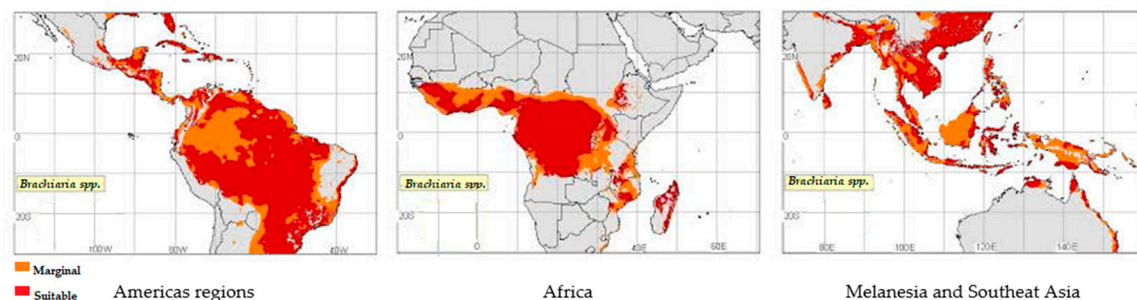 20N
0
Brachiaria spp.
20S
100W 80W 40W
20N
0
Brachiaria spp.
20S
0 20E 40E 60E
20N
0
Brachiaria spp.
20S
80E 100E 120E 140E
Marginal
Suitable
Americas regions
Africa
Melanesia and Southeat Asia